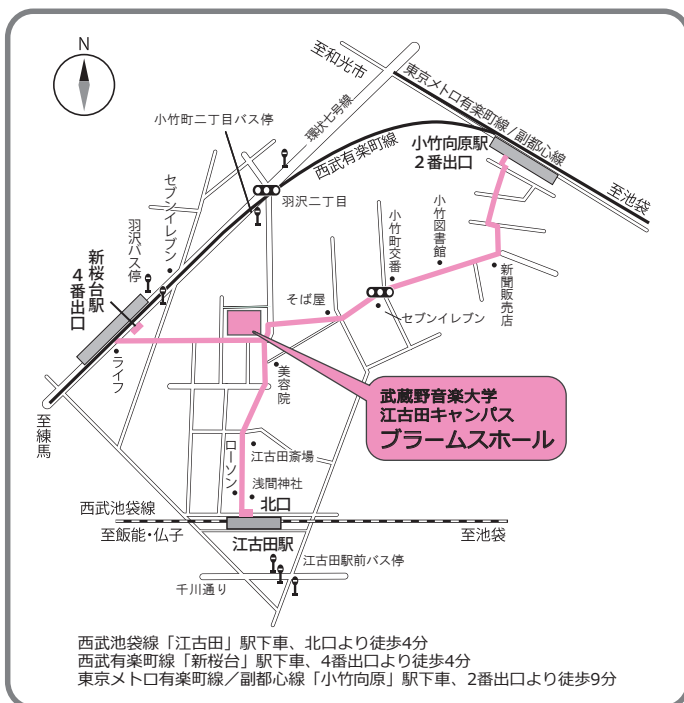 N
至和光市
東京メトロ有楽町線/副都心線
環状七号線
小竹町二丁目バス停
西武有楽町線
小竹向原駅
2番出口
至池袋
セブンイレブン
羽沢二丁目
羽沢バス停
新桜台駅
4番出口
小竹町交番
小竹図書館
新聞販売店
そば屋
セブンイレブン
ライフ
美容院
武蔵野音楽大学
江古田キャンパス
ブラームスホール
至練馬
ローソン
江古田斎場
浅間神社
北口
西武池袋線
至飯能・仏子
江古田駅
至池袋
江古田駅前バス停
千川通り
西武池袋線「江古田」駅下車、北口より徒歩4分
西武有楽町線「新桜台」駅下車、4番出口より徒歩4分
東京メトロ有楽町線/副都心線「小竹向原」駅下車、2番出口より徒歩9分